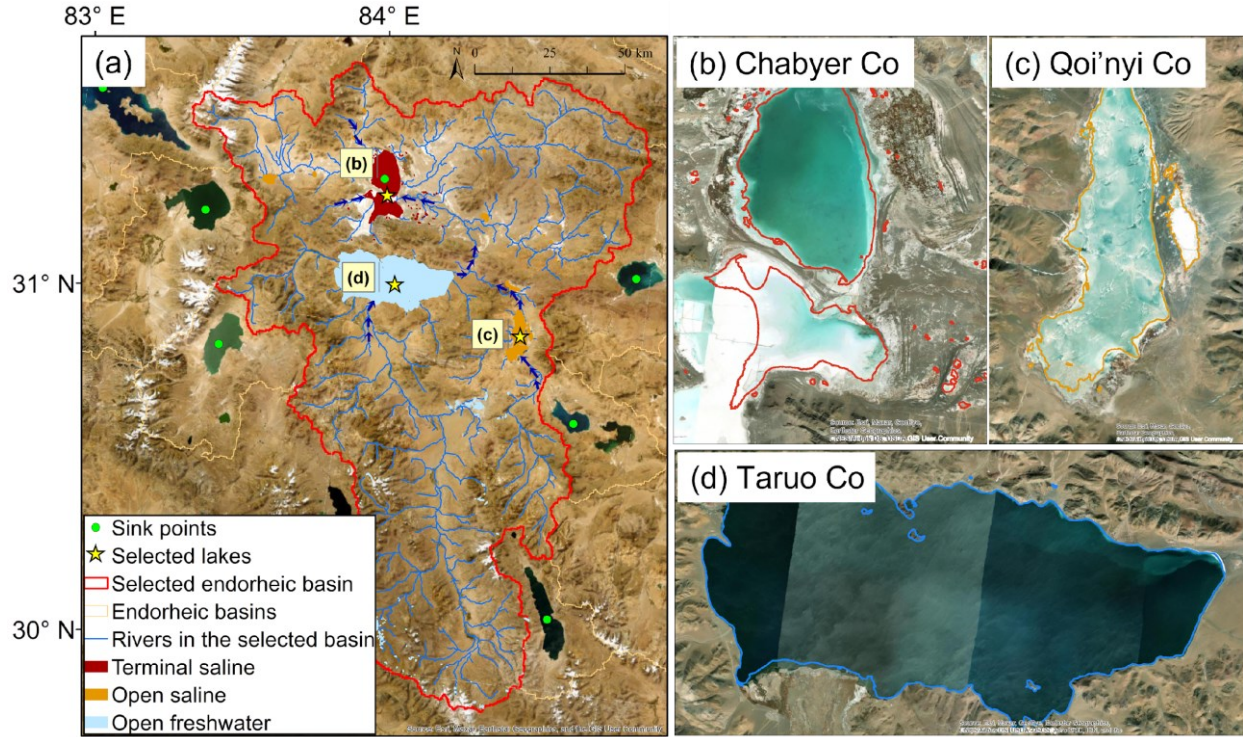 83° E
84° E
(a)
N
0
25
50 km
(b)
(d)
(c)
31° N
30° N
Sink points
Selected lakes
Selected endorheic basin
Endorheic basins
Rivers in the selected basin
Terminal saline
Open saline
Open freshwater
(b) Chabyer Co
(c) Qoi'nyi Co
(d) Taruo Co